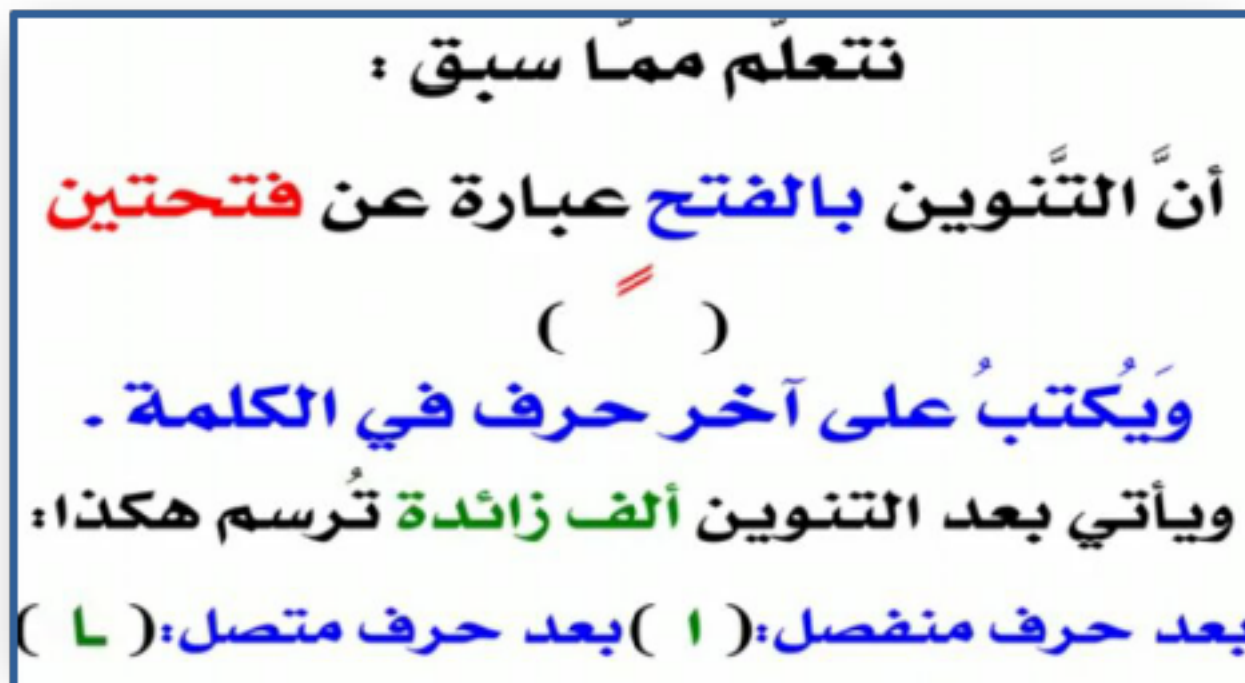 نتعلّم ممّا سبق :
أنَّ التَّنوين بالفتح عبارة عن فتحتين
( ً )
وَيُكتبُ على آخر حرف في الكلمة .
ويأتي بعد التنوين ألف زائدة تُرسم هكذا:
بعد حرف منفصل:( ا )بعد حرف متصل:( ـا )